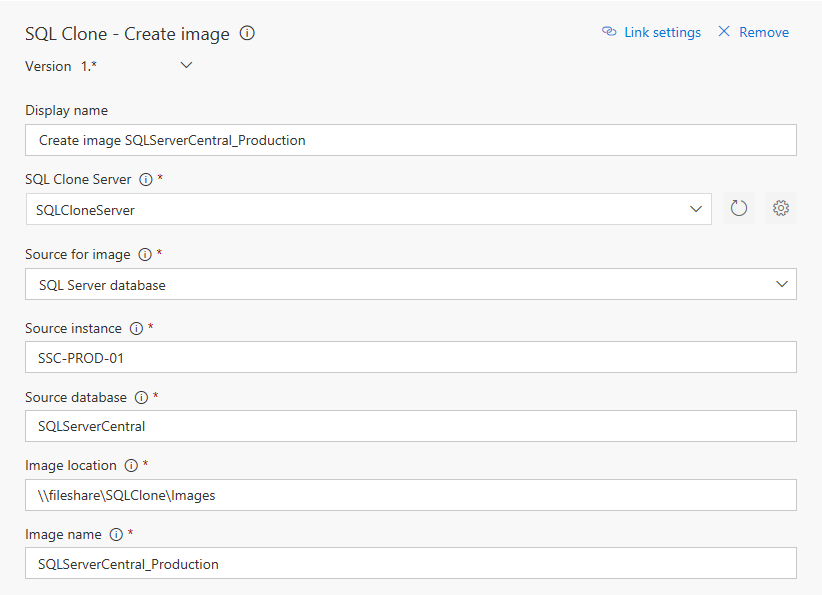 SQL Clone - Create image
Link settings
Remove
Version 1.*
Display name
Create image SQLServerCentral_Production
SQL Clone Server *
SQLCloneServer
Source for image *
SQL Server database
Source instance *
SSC-PROD-01
Source database *
SQLServerCentral
Image location *
\\fileshare\SQLClone\Images
Image name *
SQLServerCentral_Production